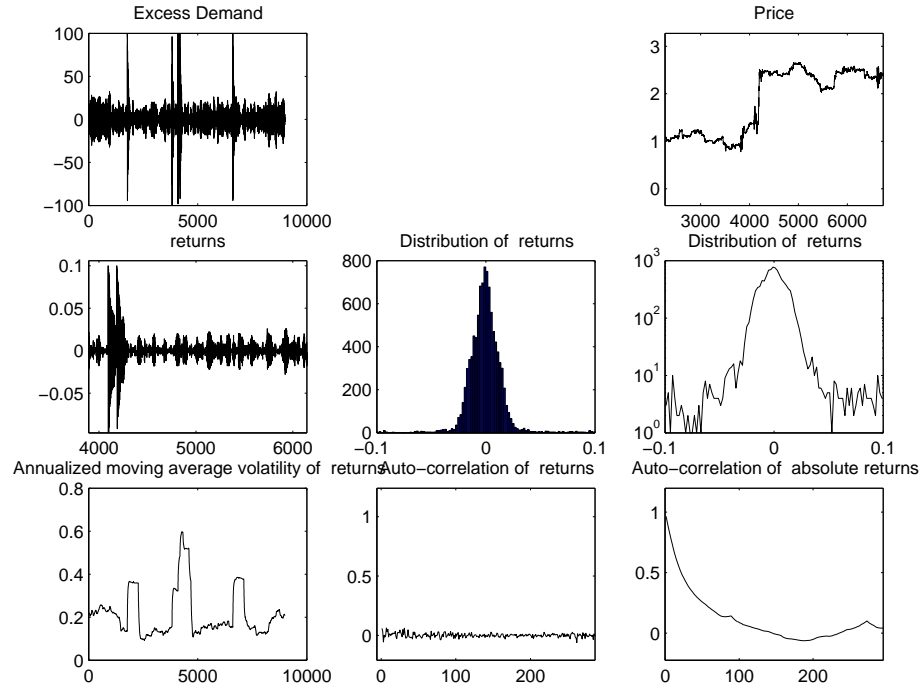 Excess Demand
100
50
0
−50
−100
0 5000 10000
Price
3
2
1
0
3000 4000 5000 6000
returns
0.1
0.05
0
−0.05
4000 5000 6000
Distribution of returns
800
600
400
200
0
−0.1 0 0.1
Distribution of returns
10^3
10^2
10^1
10^0
−0.1 0 0.1
Annualized moving average volatility of returns
0.8
0.6
0.4
0.2
0
0 5000 10000
Auto−correlation of returns
1
0.5
0
0 100 200
Auto−correlation of absolute returns
1
0.5
0
0 100 200